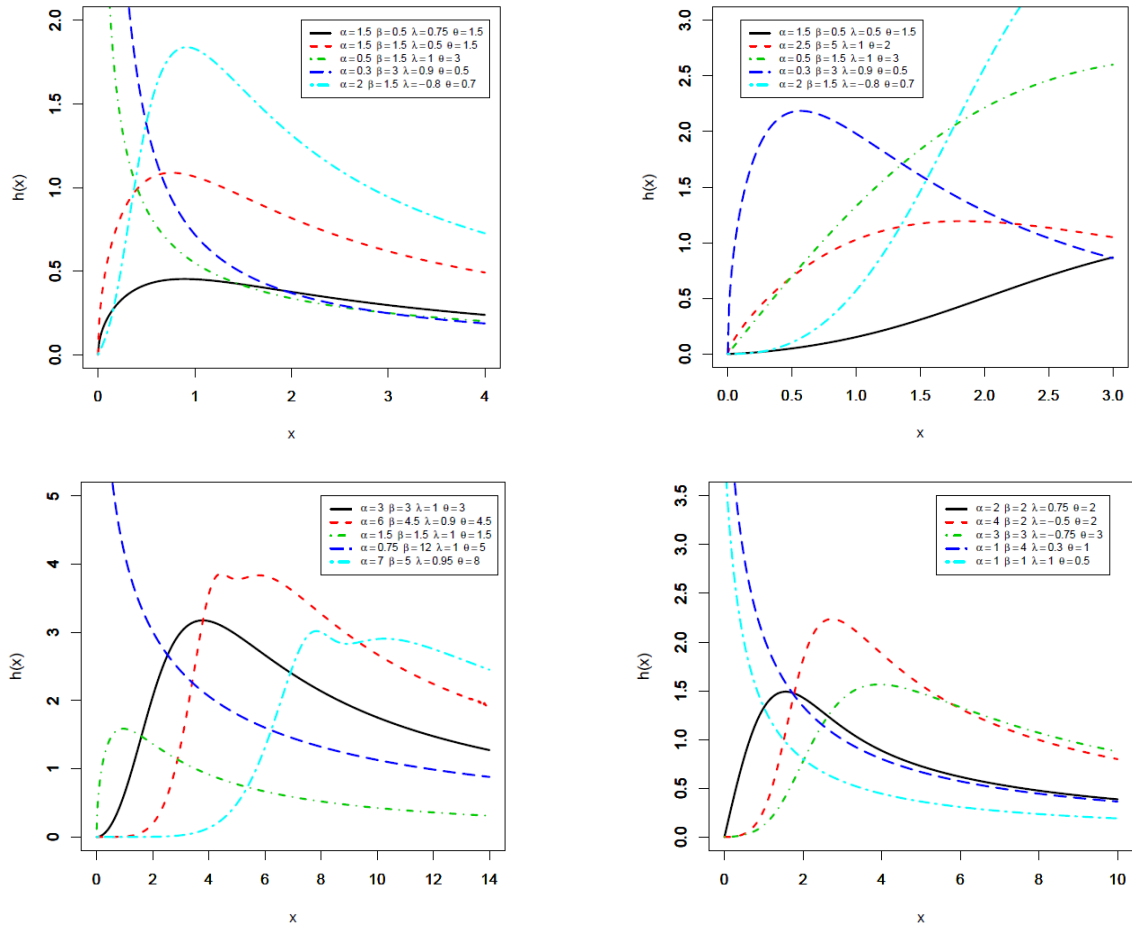 α=1.5 β=0.5 λ=0.75 θ=1.5
α=1.5 β=1.5 λ=0.5 θ=1.5
α=0.5 β=1.5 λ=1 θ=3
α=0.3 β=3 λ=0.9 θ=0.5
α=2 β=1.5 λ=−0.8 θ=0.7
h(x)
2.0
1.5
1.0
0.5
0.0
0 1 2 3 4
x
α=1.5 β=0.5 λ=0.5 θ=1.5
α=2.5 β=5 λ=1 θ=2
α=0.5 β=1.5 λ=1 θ=3
α=0.3 β=3 λ=0.9 θ=0.5
α=2 β=1.5 λ=−0.8 θ=0.7
h(x)
3.0
2.5
2.0
1.5
1.0
0.5
0.0
0.0 0.5 1.0 1.5 2.0 2.5 3.0
x
α=3 β=3 λ=1 θ=3
α=6 β=4.5 λ=0.9 θ=4.5
α=1.5 β=1.5 λ=1 θ=1.5
α=0.75 β=12 λ=1 θ=5
α=7 β=5 λ=0.95 θ=8
h(x)
5
4
3
2
1
0
0 2 4 6 8 10 12 14
x
α=2 β=2 λ=0.75 θ=2
α=4 β=2 λ=−0.5 θ=2
α=3 β=3 λ=−0.75 θ=3
α=1 β=4 λ=0.3 θ=1
α=1 β=1 λ=1 θ=0.5
h(x)
3.5
3.0
2.5
2.0
1.5
1.0
0.5
0.0
0 2 4 6 8 10
x